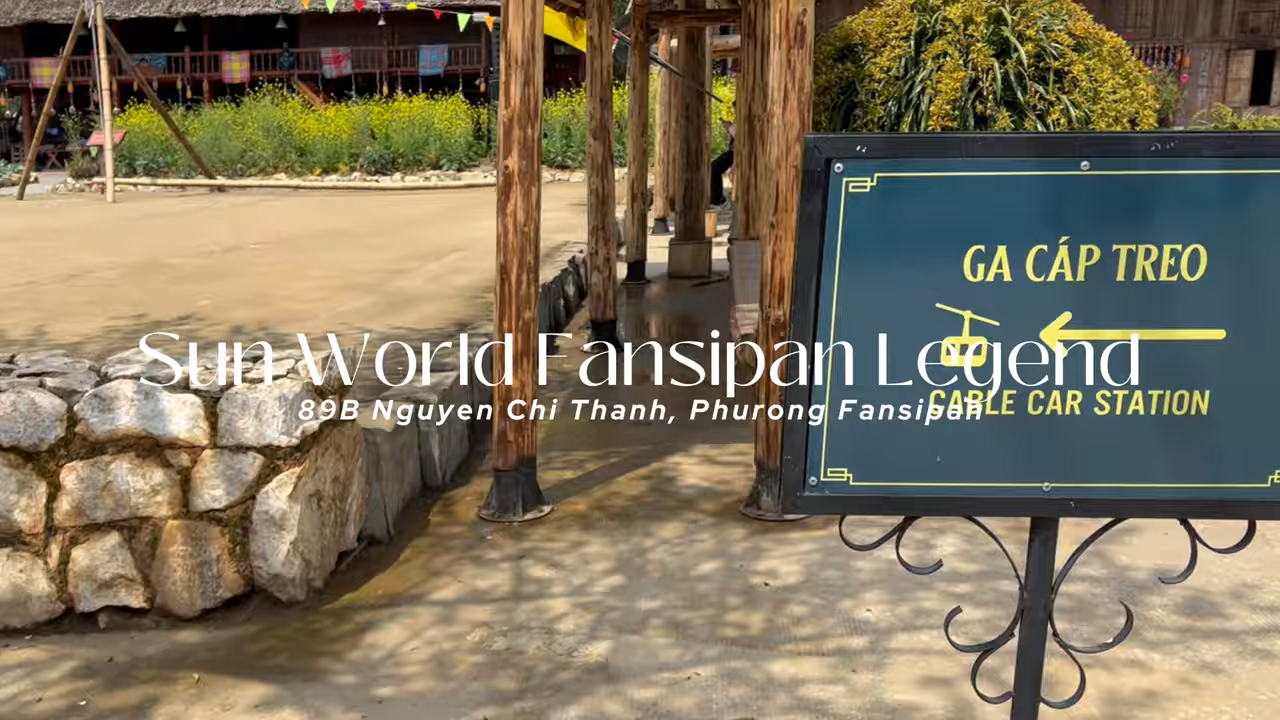 GA CÁP TREO
Sun World Fansipan Legend
CABLE CAR STATION
89B Nguyen Chi Thanh, Phurong Fansipan